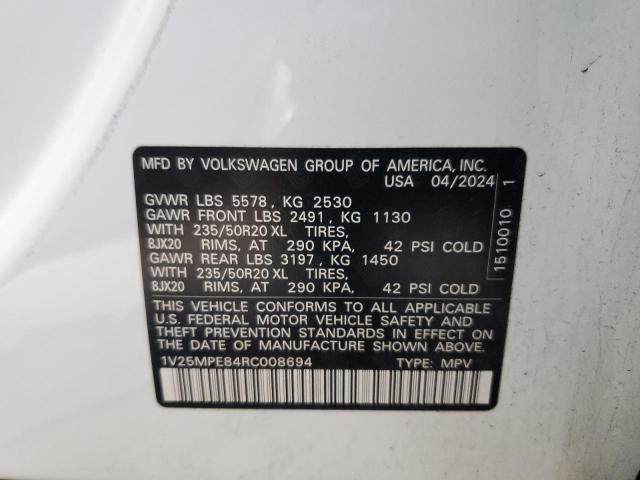 MFD BY VOLKSWAGEN GROUP OF AMERICA, INC.
USA 04/2024
GVWR LBS 5578 , KG 2530
GAWR FRONT LBS 2491 , KG 1130
WITH 235/50R20 XL TIRES,
8JX20 RIMS, AT 290 KPA, 42 PSI COLD
GAWR REAR LBS 3197 , KG 1450
WITH 235/50R20 XL TIRES,
8JX20 RIMS, AT 290 KPA, 42 PSI COLD
THIS VEHICLE CONFORMS TO ALL APPLICABLE
U.S. FEDERAL MOTOR VEHICLE SAFETY AND
THEFT PREVENTION STANDARDS IN EFFECT ON
THE DATE OF MANUFACTURE SHOWN ABOVE.
1V25MPE84RC008694 TYPE: MPV
1510010 1